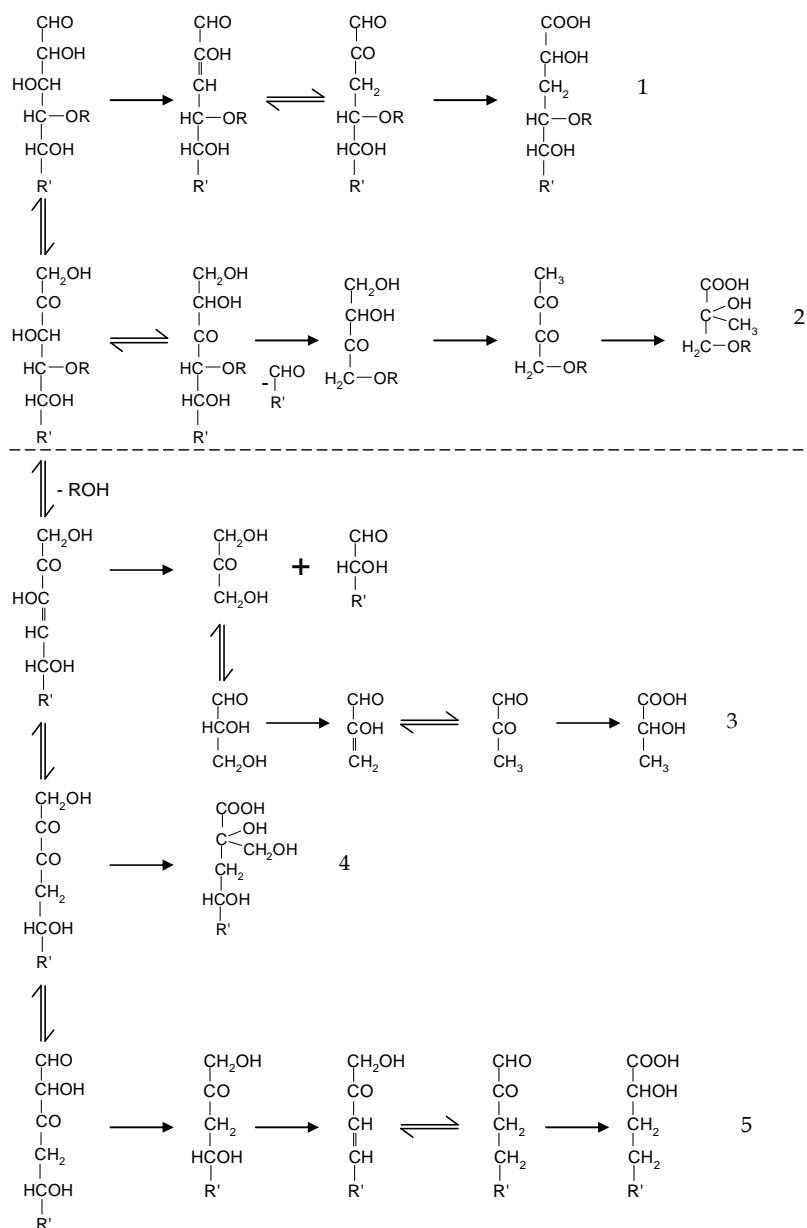 CHO
CHOH
HOCH
HC—OR
HCOH
R'
CHO
COH
CH
HC—OR
HCOH
R'
CHO
CO
CH₂
HC—OR
HCOH
R'
COOH
CHOH
CH₂
HC—OR
HCOH
R'
1
CH₂OH
CO
HOCH
HC—OR
HCOH
R'
CH₂OH
CHOH
CO
HC—OR
HCOH
R'
- CHO
R'
CH₂OH
CHOH
CO
H₂C—OR
CH₃
CO
CO
H₂C—OR
COOH
OH
C
CH₃
H₂C—OR
2
- ROH
CH₂OH
CO
HOC
HC
HCOH
R'
CH₂OH
CO
CH₂OH
+
CHO
HCOH
R'
CHO
HCOH
CH₂OH
CHO
COH
CH₂
CHO
CO
CH₃
COOH
CHOH
CH₃
3
CH₂OH
CO
CO
CH₂
HCOH
R'
COOH
OH
C
CH₂OH
CH₂
HCOH
R'
4
CHO
CHOH
CO
CH₂
HCOH
R'
CH₂OH
CO
CH₂
HCOH
R'
CH₂OH
CO
CH
CH
R'
CHO
CO
CH₂
CH₂
R'
COOH
CHOH
CH₂
CH₂
R'
5